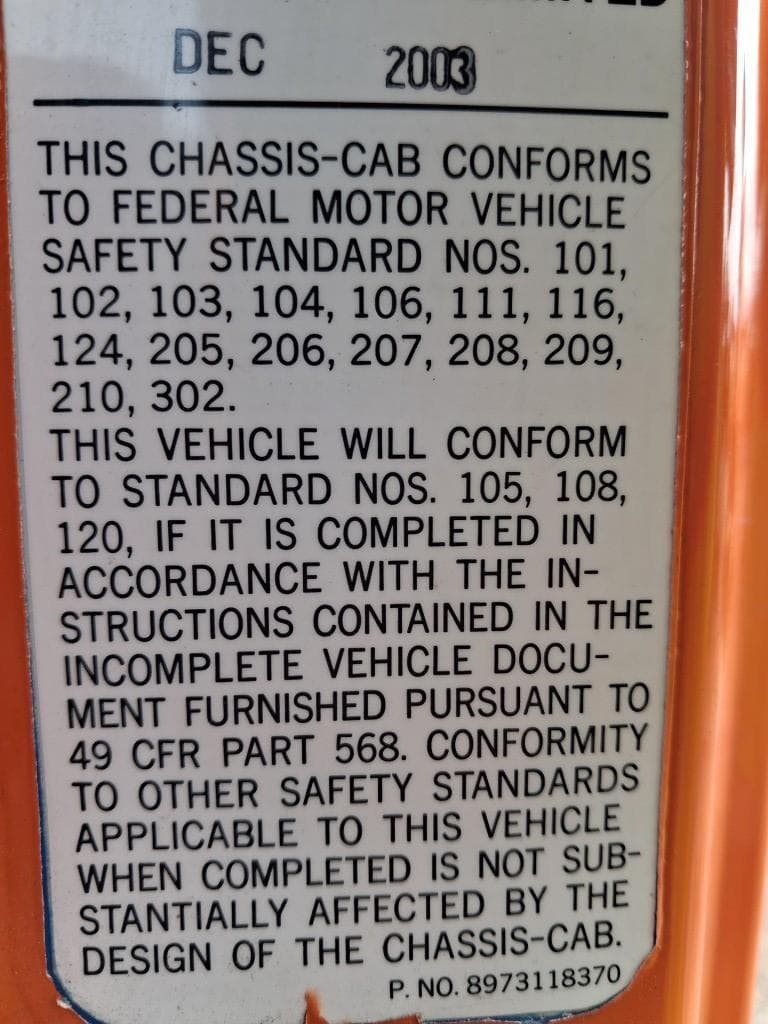 DEC 2003
THIS CHASSIS-CAB CONFORMS
TO FEDERAL MOTOR VEHICLE
SAFETY STANDARD NOS. 101,
102, 103, 104, 106, 111, 116,
124, 205, 206, 207, 208, 209,
210, 302.
THIS VEHICLE WILL CONFORM
TO STANDARD NOS. 105, 108,
120, IF IT IS COMPLETED IN
ACCORDANCE WITH THE IN-
STRUCTIONS CONTAINED IN THE
INCOMPLETE VEHICLE DOCU-
MENT FURNISHED PURSUANT TO
49 CFR PART 568. CONFORMITY
TO OTHER SAFETY STANDARDS
APPLICABLE TO THIS VEHICLE
WHEN COMPLETED IS NOT SUB-
STANTIALLY AFFECTED BY THE
DESIGN OF THE CHASSIS-CAB.
P. NO. 8973118370